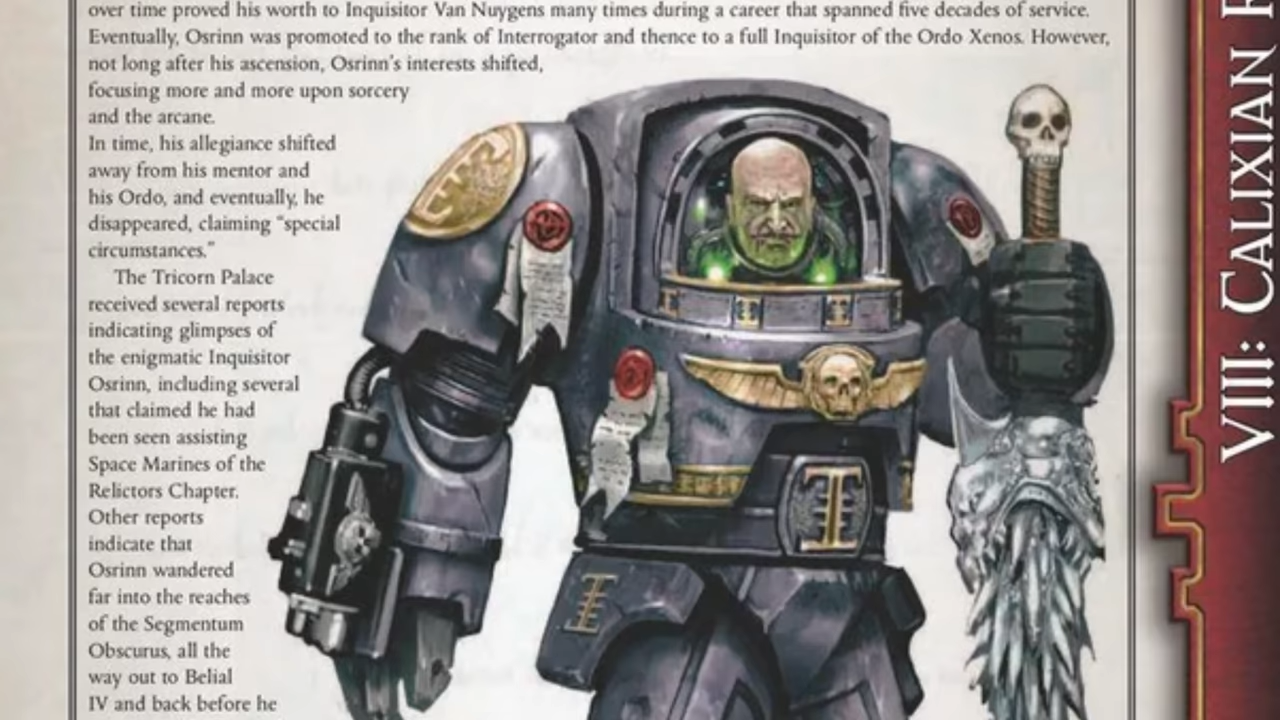 over time proved his worth to Inquisitor Van Nuygens many times during a career that spanned five decades of service.
Eventually, Osrinn was promoted to the rank of Interrogator and thence to a full Inquisitor of the Ordo Xenos. However,
not long after his ascension, Osrinn's interests shifted,
focusing more and more upon sorcery
and the arcane.
In time, his allegiance shifted
away from his mentor and
his Ordo, and eventually, he
disappeared, claiming “special
circumstances.”
The Tricorn Palace
received several reports
indicating glimpses of
the enigmatic Inquisitor
Osrinn, including several
that claimed he had
been seen assisting
Space Marines of the
Relictors Chapter.
Other reports
indicate that
Osrinn wandered
far into the reaches
of the Segmentum
Obscurus, all the
way out to Belial
IV and back before he
VIII: CALIXIAN